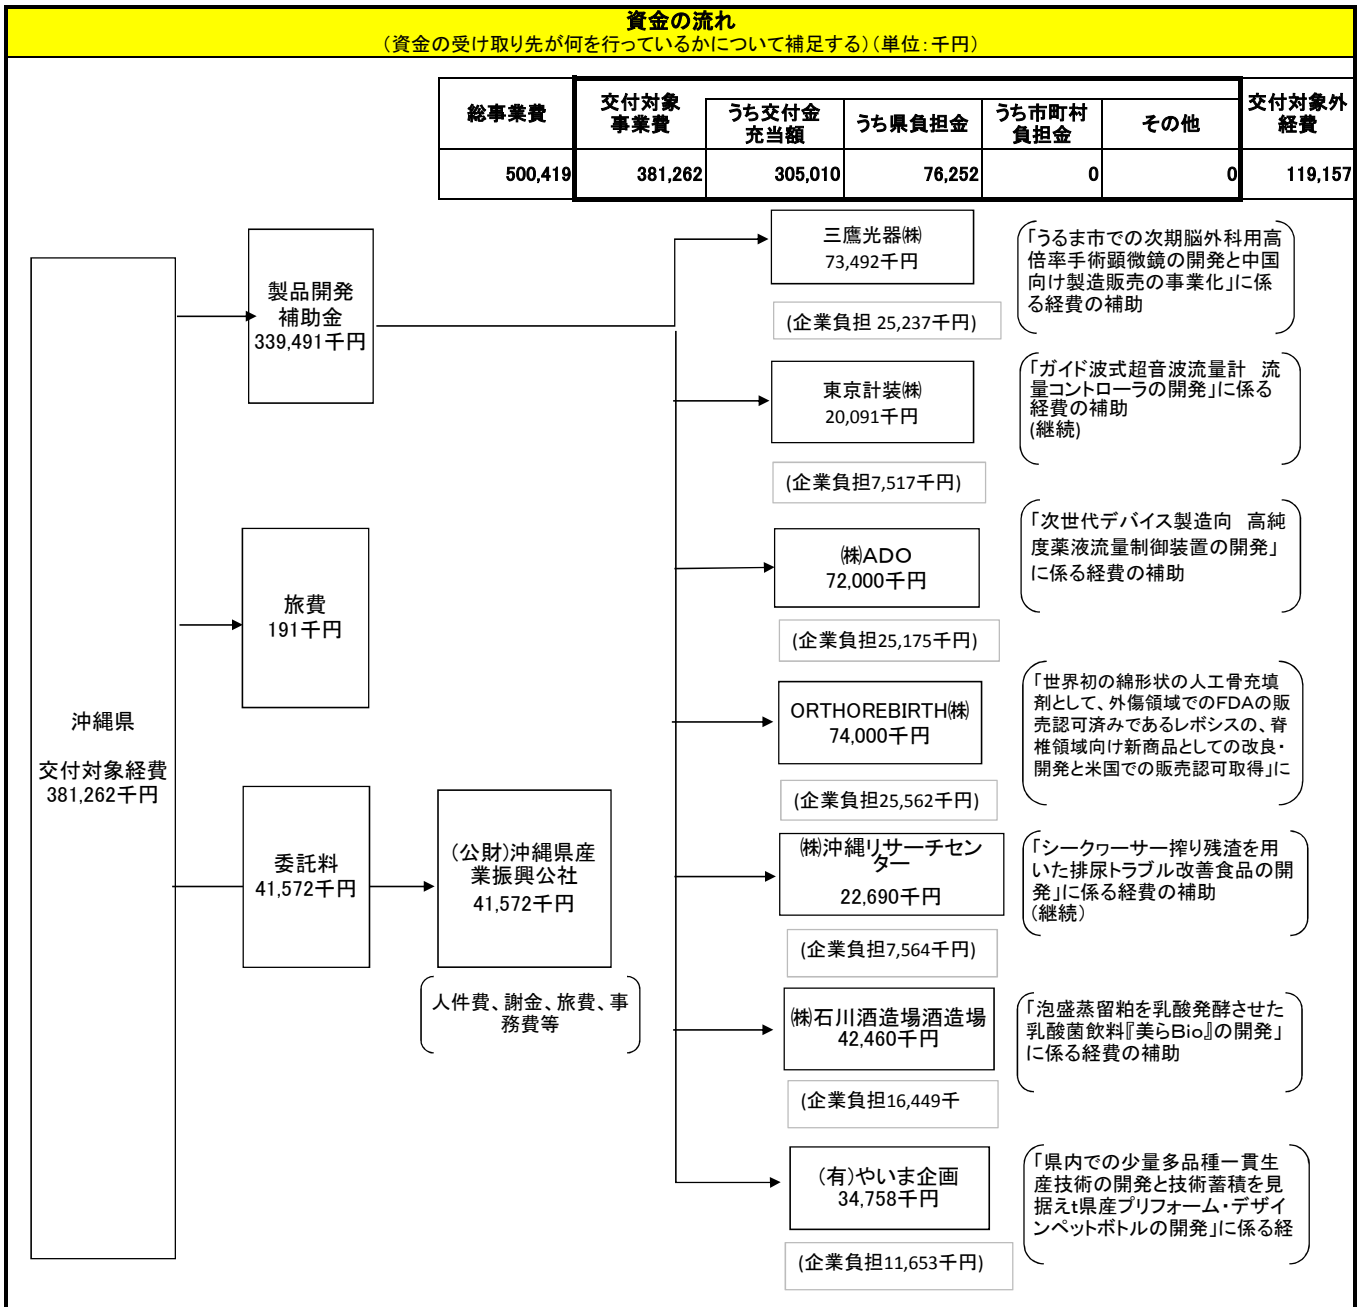 資金の流れ
（資金の受け取り先が何を行っているかについて補足する）（単位：千円）
総事業費
交付対象
事業費
うち交付金
充当額
うち県負担金
うち市町村
負担金
その他
交付対象外
経費
500,419
381,262
305,010
76,252
0
0
119,157
沖縄県
交付対象経費
381,262千円
製品開発
補助金
339,491千円
旅費
191千円
委託料
41,572千円
(公財)沖縄県産
業振興公社
41,572千円
人件費、謝金、旅費、事
務費等
三鷹光器㈱
73,492千円
(企業負担 25,237千円)
「うるま市での次期脳外科用高
倍率手術顕微鏡の開発と中国
向け製造販売の事業化」に係
る経費の補助
東京計装㈱
20,091千円
(企業負担7,517千円)
「ガイド波式超音波流量計　流
量コントローラの開発」に係る
経費の補助
(継続)
㈱ADO
72,000千円
(企業負担25,175千円)
「次世代デバイス製造向　高純
度薬液流量制御装置の開発」
に係る経費の補助
ORTHOREBIRTH㈱
74,000千円
(企業負担25,562千円)
「世界初の綿形状の人工骨充填
剤として、外傷領域でのFDAの販
売認可済みであるレボシスの、脊
椎領域向け新商品としての改良・
開発と米国での販売認可取得」に
㈱沖縄リサーチセン
ター
22,690千円
(企業負担7,564千円)
「シークヮーサー搾り残渣を用
いた排尿トラブル改善食品の開
発」に係る経費の補助
（継続）
㈱石川酒造場酒造場
42,460千円
(企業負担16,449千
「泡盛蒸留粕を乳酸発酵させた
乳酸菌飲料『美らBio』の開発」
に係る経費の補助
(有)やいま企画
34,758千円
(企業負担11,653千円)
「県内での少量多品種一貫生
産技術の開発と技術蓄積を見
据えt県産プリフォーム・デザイ
ンペットボトルの開発」に係る経